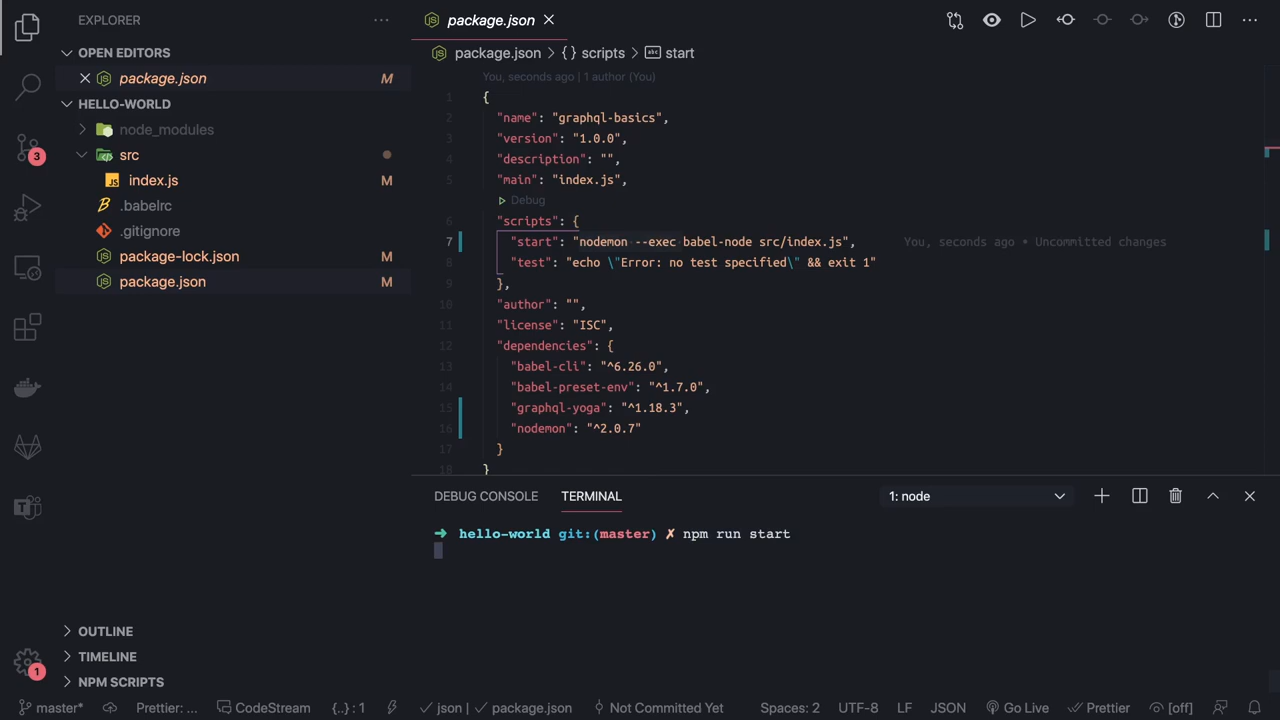 EXPLORER
OPEN EDITORS
package.json M
HELLO-WORLD
node_modules
src
index.js M
.babelrc
.gitignore
package-lock.json M
package.json M
OUTLINE
TIMELINE
NPM SCRIPTS
3
1
package.json
package.json > {} scripts > abc start
You, seconds ago | 1 author (You)
1 {
2 "name": "graphql-basics",
3 "version": "1.0.0",
4 "description": "",
5 "main": "index.js",
Debug
6 "scripts": {
7 "start": "nodemon --exec babel-node src/index.js", You, seconds ago • Uncommitted changes
8 "test": "echo \"Error: no test specified\" && exit 1"
9 },
10 "author": "",
11 "license": "ISC",
12 "dependencies": {
13 "babel-cli": "^6.26.0",
14 "babel-preset-env": "^1.7.0",
15 "graphql-yoga": "^1.18.3",
16 "nodemon": "^2.0.7"
17 }
18 }
DEBUG CONSOLE TERMINAL 1: node
➜ hello-world git:(master) ✗ npm run start
master* Prettier: ... CodeStream {..} : 1 ✓ json | ✓ package.json Not Committed Yet Spaces: 2 UTF-8 LF JSON Go Live Prettier [off]